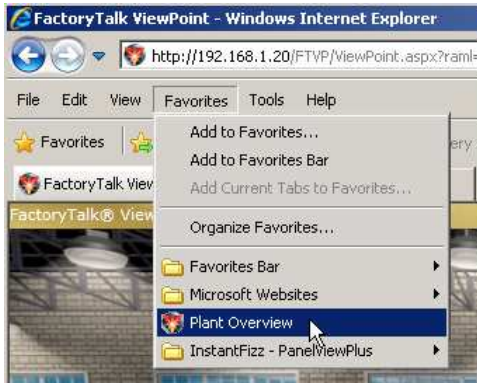 FactoryTalk ViewPoint - Windows Internet Explorer
http://192.168.1.20/FTVP/ViewPoint.aspx?raml=
File Edit View Favorites Tools Help
Favorites
Add to Favorites...
Add to Favorites Bar
Add Current Tabs to Favorites...
Organize Favorites...
Favorites Bar
Microsoft Websites
Plant Overview
InstantFizz - PanelViewPlus
FactoryTalk View
FactoryTalk® View